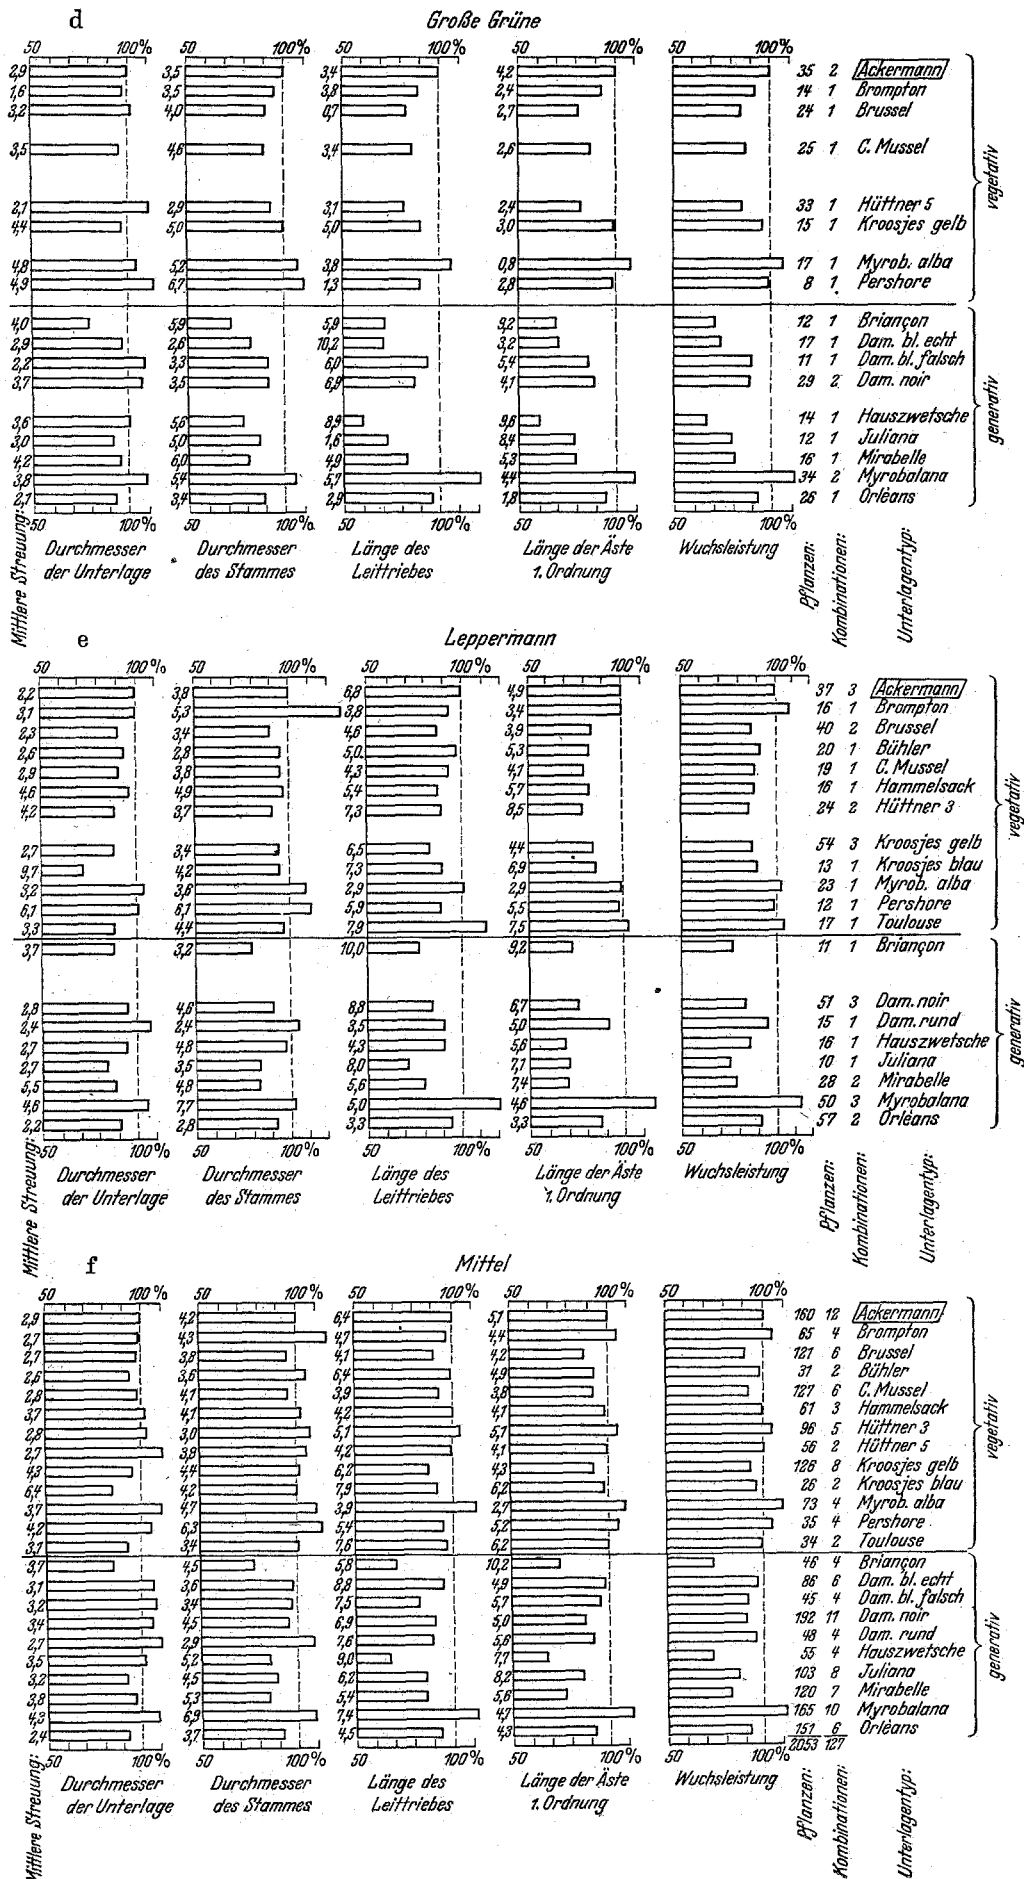 d
Große Grüne
50 100% 50 100% 50 100% 50 100% 50 100%
2,9 3,5 3,4 4,2 35 2 Ackermann
1,6 3,5 3,8 2,4 14 1 Brompton
3,2 4,0 0,7 2,7 24 1 Brussel
3,5 4,6 3,4 2,6 25 1 C. Mussel
2,7 2,9 3,1 2,4 33 1 Hüttner 5
4,4 5,0 5,0 3,0 15 1 Kroosjes gelb
4,8 5,2 3,8 0,8 17 1 Myrob. alba
4,9 6,7 1,3 2,8 8 1 Pershore
vegetativ
4,0 5,9 5,9 9,2 12 1 Briançon
2,9 2,6 10,2 3,2 17 1 Dam. bl. echt
2,2 3,3 6,0 5,4 11 1 Dam. bl. falsch
3,7 3,5 6,9 4,1 29 2 Dam. noir
3,6 5,6 8,9 9,6 14 1 Hauszwetsche
3,0 5,0 1,6 8,4 12 1 Juliana
4,2 6,0 4,9 5,3 16 1 Mirabelle
3,8 5,4 5,7 4,4 34 2 Myrobalana
2,7 3,4 2,9 1,8 26 1 Orléans
generativ
50 100% 50 100% 50 100% 50 100% 50 100%
Mittlere Streuung:
Durchmesser der Unterlage
Durchmesser des Stammes
Länge des Leittriebes
Länge der Äste 1. Ordnung
Wuchsleistung
Pflanzen:
Kombinationen:
Unterlagentyp:
e
Leppermann
50 100% 50 100% 50 100% 50 100% 50 100%
2,2 3,8 6,8 4,9 37 3 Ackermann
3,1 5,3 3,8 3,4 16 1 Brompton
2,3 3,4 4,6 3,9 40 2 Brussel
2,6 2,8 5,0 5,3 20 1 Bühler
2,9 3,8 4,3 4,1 19 1 C. Mussel
4,6 4,9 5,4 5,7 16 1 Hammelsack
4,2 3,7 7,3 8,5 24 2 Hüttner 3
2,7 3,4 6,5 4,4 54 3 Kroosjes gelb
9,7 4,2 7,3 6,9 13 1 Kroosjes blau
3,2 3,6 2,9 2,9 23 1 Myrob. alba
6,1 6,1 5,9 5,5 12 1 Pershore
3,3 4,4 7,9 7,5 17 1 Toulouse
vegetativ
3,7 3,2 10,0 9,2 11 1 Briançon
2,8 4,6 8,8 6,7 51 3 Dam. noir
2,4 2,4 3,5 5,0 15 1 Dam. rund
2,7 4,8 4,3 5,6 16 1 Hauszwetsche
2,7 3,5 8,0 7,1 10 1 Juliana
5,5 4,8 5,6 7,4 28 2 Mirabelle
4,6 7,7 5,0 4,6 50 3 Myrobalana
2,2 2,8 3,3 3,3 57 2 Orléans
generativ
50 100% 50 100% 50 100% 50 100% 50 100%
Mittlere Streuung:
Durchmesser der Unterlage
Durchmesser des Stammes
Länge des Leittriebes
Länge der Äste 1. Ordnung
Wuchsleistung
Pflanzen:
Kombinationen:
Unterlagentyp:
f
Mittel
50 100% 50 100% 50 100% 50 100% 50 100%
2,9 4,2 6,4 5,7 160 12 Ackermann
2,7 4,3 4,7 4,4 65 4 Brompton
2,7 3,8 4,1 4,2 121 6 Brussel
2,6 3,6 6,4 4,9 31 2 Bühler
2,8 4,1 3,9 3,8 127 6 C. Mussel
3,7 4,1 4,2 4,1 61 3 Hammelsack
2,8 3,0 5,1 5,7 96 5 Hüttner 3
2,7 3,8 4,2 4,1 56 2 Hüttner 5
4,3 4,4 6,2 4,3 126 8 Kroosjes gelb
6,4 4,2 7,9 6,2 26 2 Kroosjes blau
3,7 4,7 3,9 2,7 73 4 Myrob. alba
4,2 6,3 5,4 5,2 35 4 Pershore
3,1 3,4 7,6 6,2 34 2 Toulouse
vegetativ
3,7 4,5 5,8 10,2 46 4 Briançon
3,1 3,6 8,8 4,9 86 6 Dam. bl. echt
3,2 3,4 7,5 5,7 45 4 Dam. bl. falsch
3,4 4,5 6,9 5,0 192 11 Dam. noir
2,7 2,9 7,6 5,6 48 4 Dam. rund
3,5 5,2 9,0 7,7 55 4 Hauszwetsche
3,2 4,5 6,2 8,2 103 8 Juliana
3,8 5,3 5,4 5,6 120 7 Mirabelle
4,3 6,9 7,4 4,7 165 10 Myrobalana
2,4 3,7 4,5 4,3 151 6 Orléans
generativ
50 100% 50 100% 50 100% 50 100% 50 100% 2053 127
Mittlere Streuung:
Durchmesser der Unterlage
Durchmesser des Stammes
Länge des Leittriebes
Länge der Äste 1. Ordnung
Wuchsleistung
Pflanzen:
Kombinationen:
Unterlagentyp: